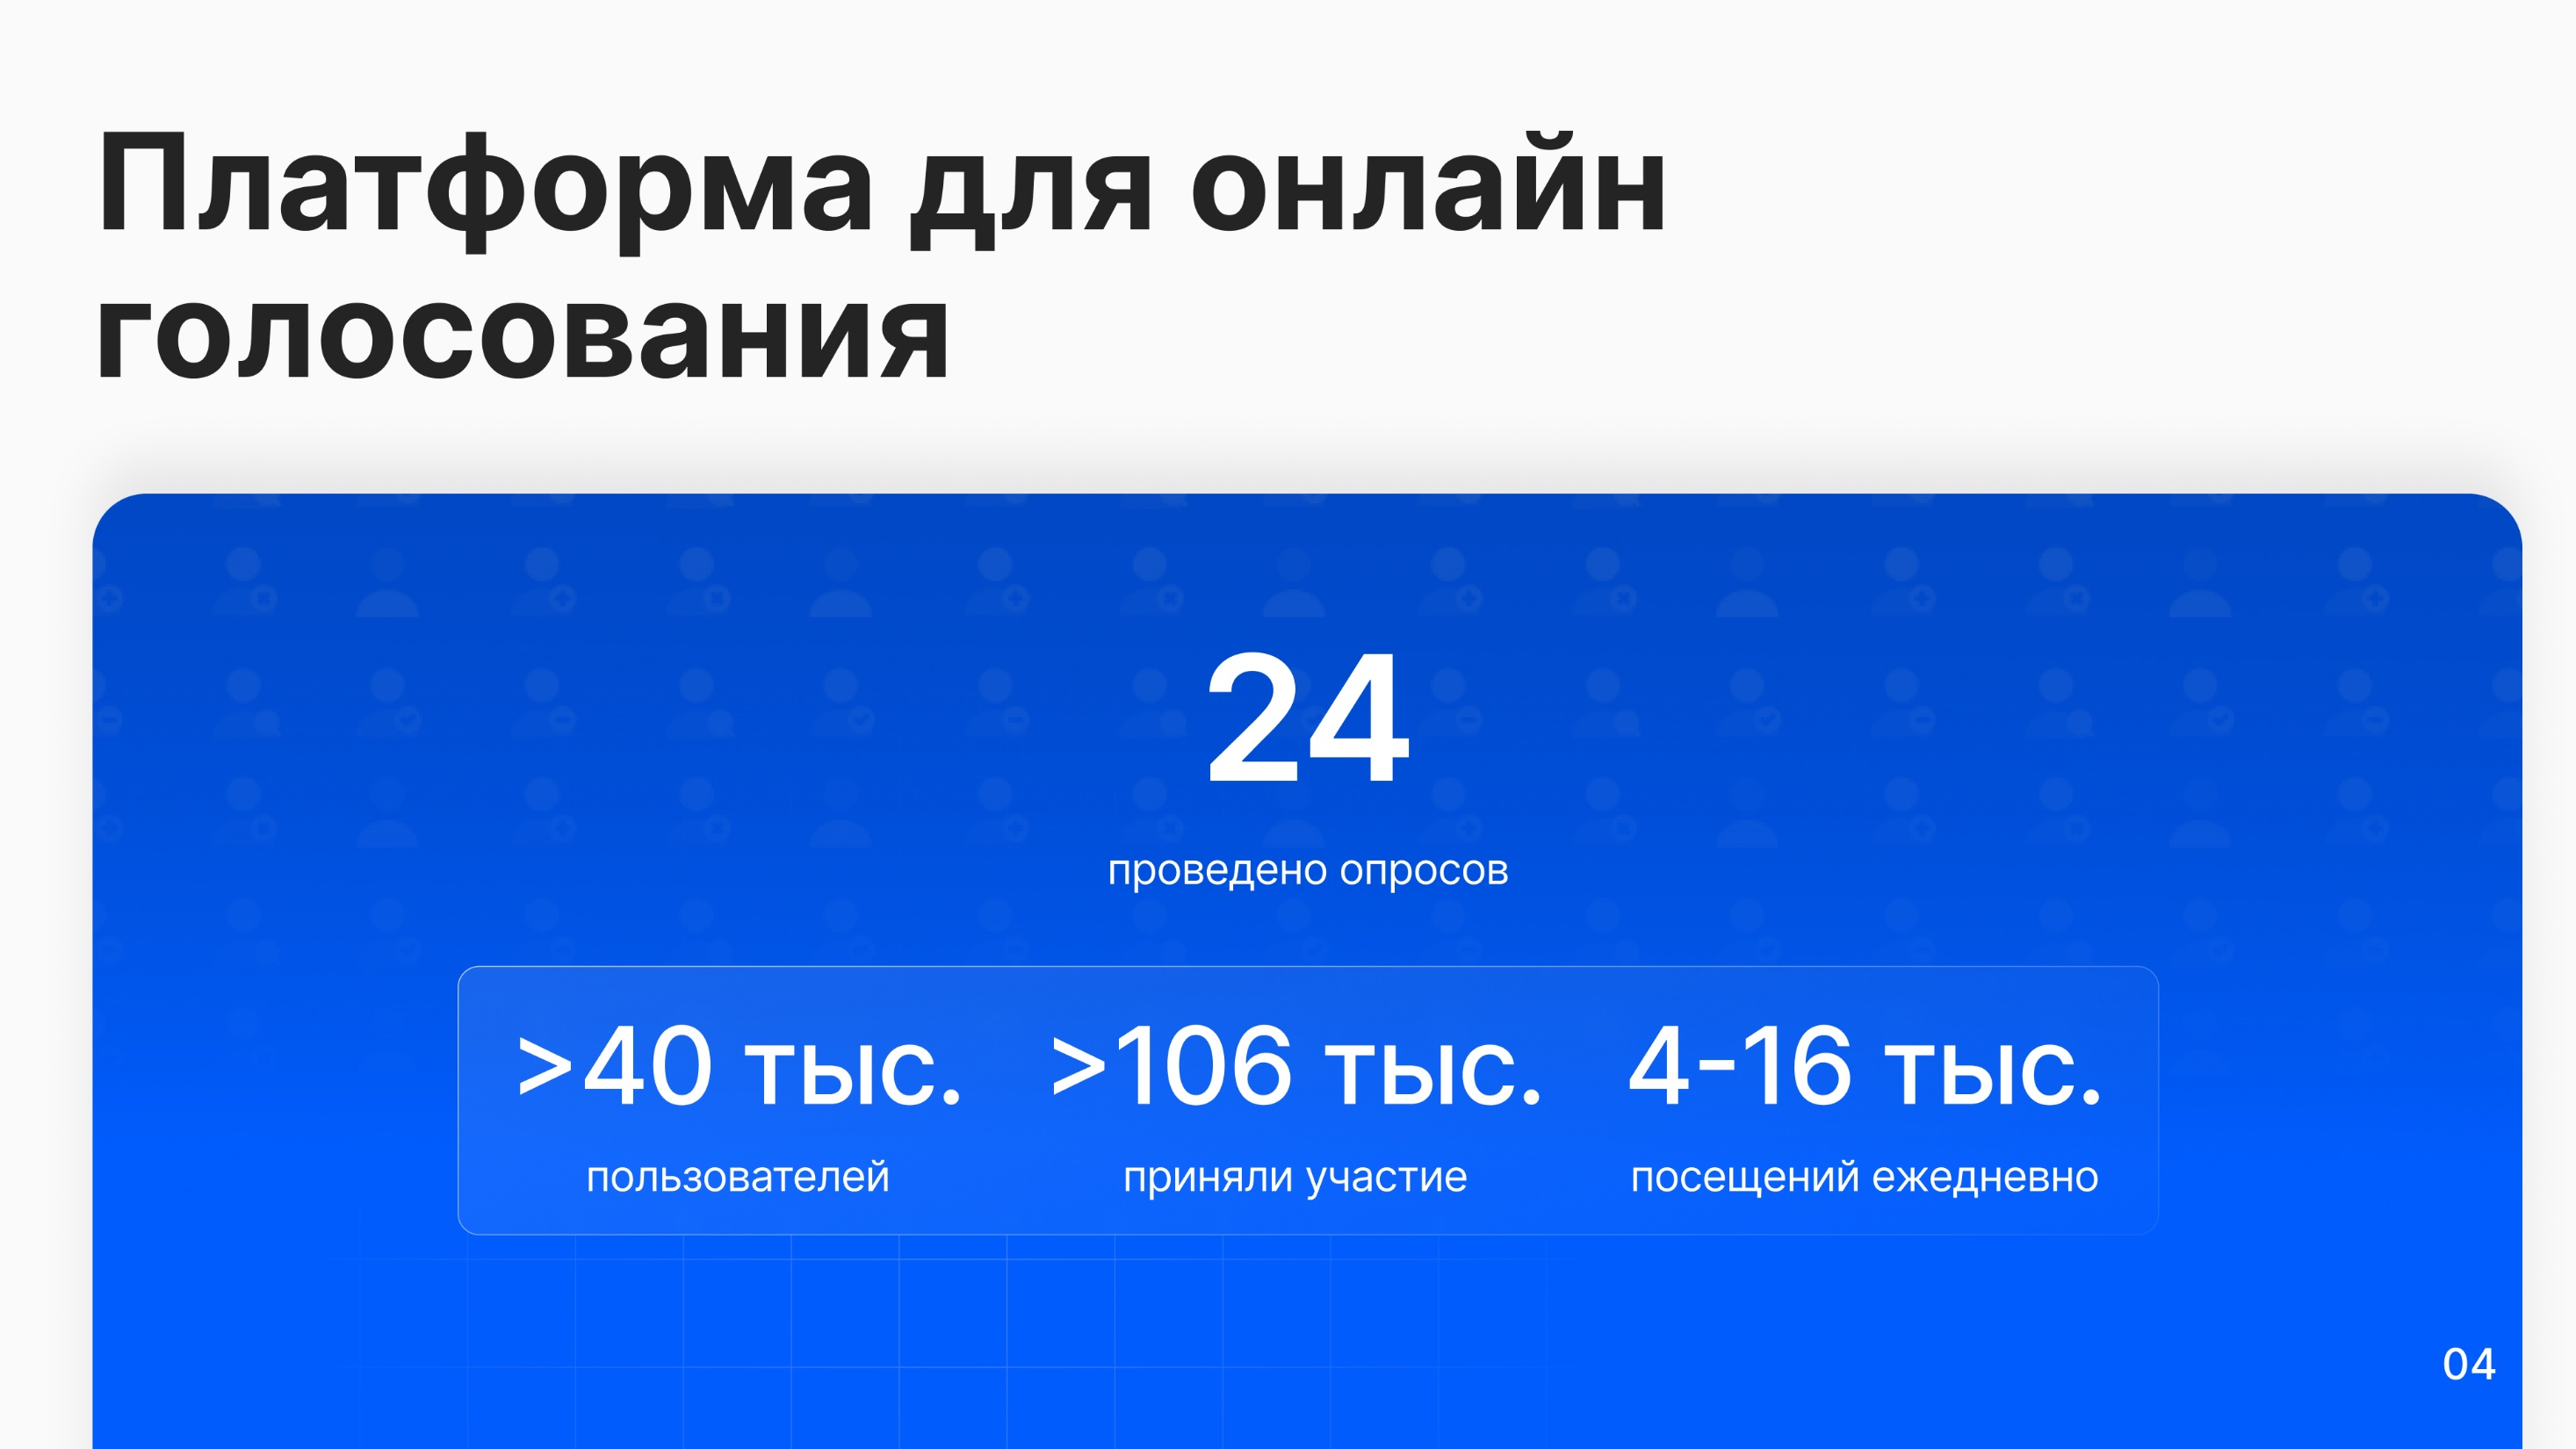 Платформа для онлайн
голосования
24
проведено опросов
>40 тыс.
пользователей
>106 тыс.
приняли участие
4-16 тыс.
посещений ежедневно
04